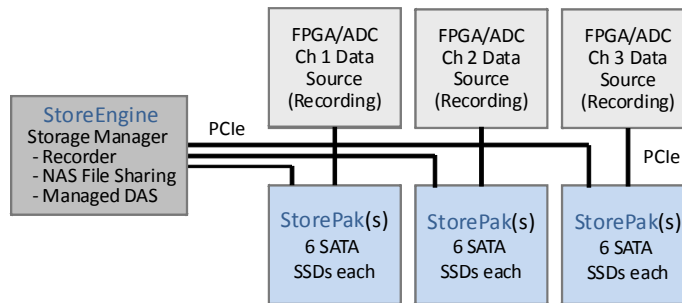 FPGA/ADC
Ch 1 Data
Source
(Recording)
FPGA/ADC
Ch 2 Data
Source
(Recording)
FPGA/ADC
Ch 3 Data
Source
(Recording)
StoreEngine
Storage Manager
- Recorder
- NAS File Sharing
- Managed DAS
PCIe
PCIe
StorePak(s)
6 SATA
SSDs each
StorePak(s)
6 SATA
SSDs each
StorePak(s)
6 SATA
SSDs each